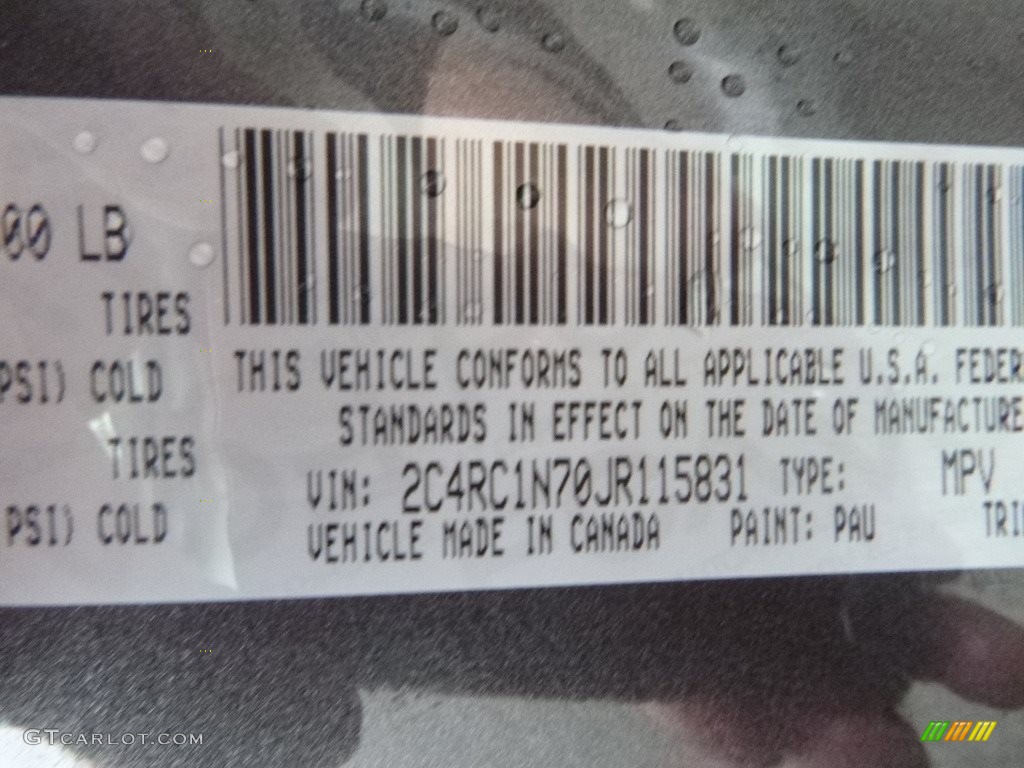 00 LB
TIRES
PSI) COLD
TIRES
PSI) COLD
THIS VEHICLE CONFORMS TO ALL APPLICABLE U.S.A. FEDER
STANDARDS IN EFFECT ON THE DATE OF MANUFACTURE
VIN: 2C4RC1N70JR115831 TYPE: MPV
VEHICLE MADE IN CANADA PAINT: PAU TRI
GTCARLOT.COM